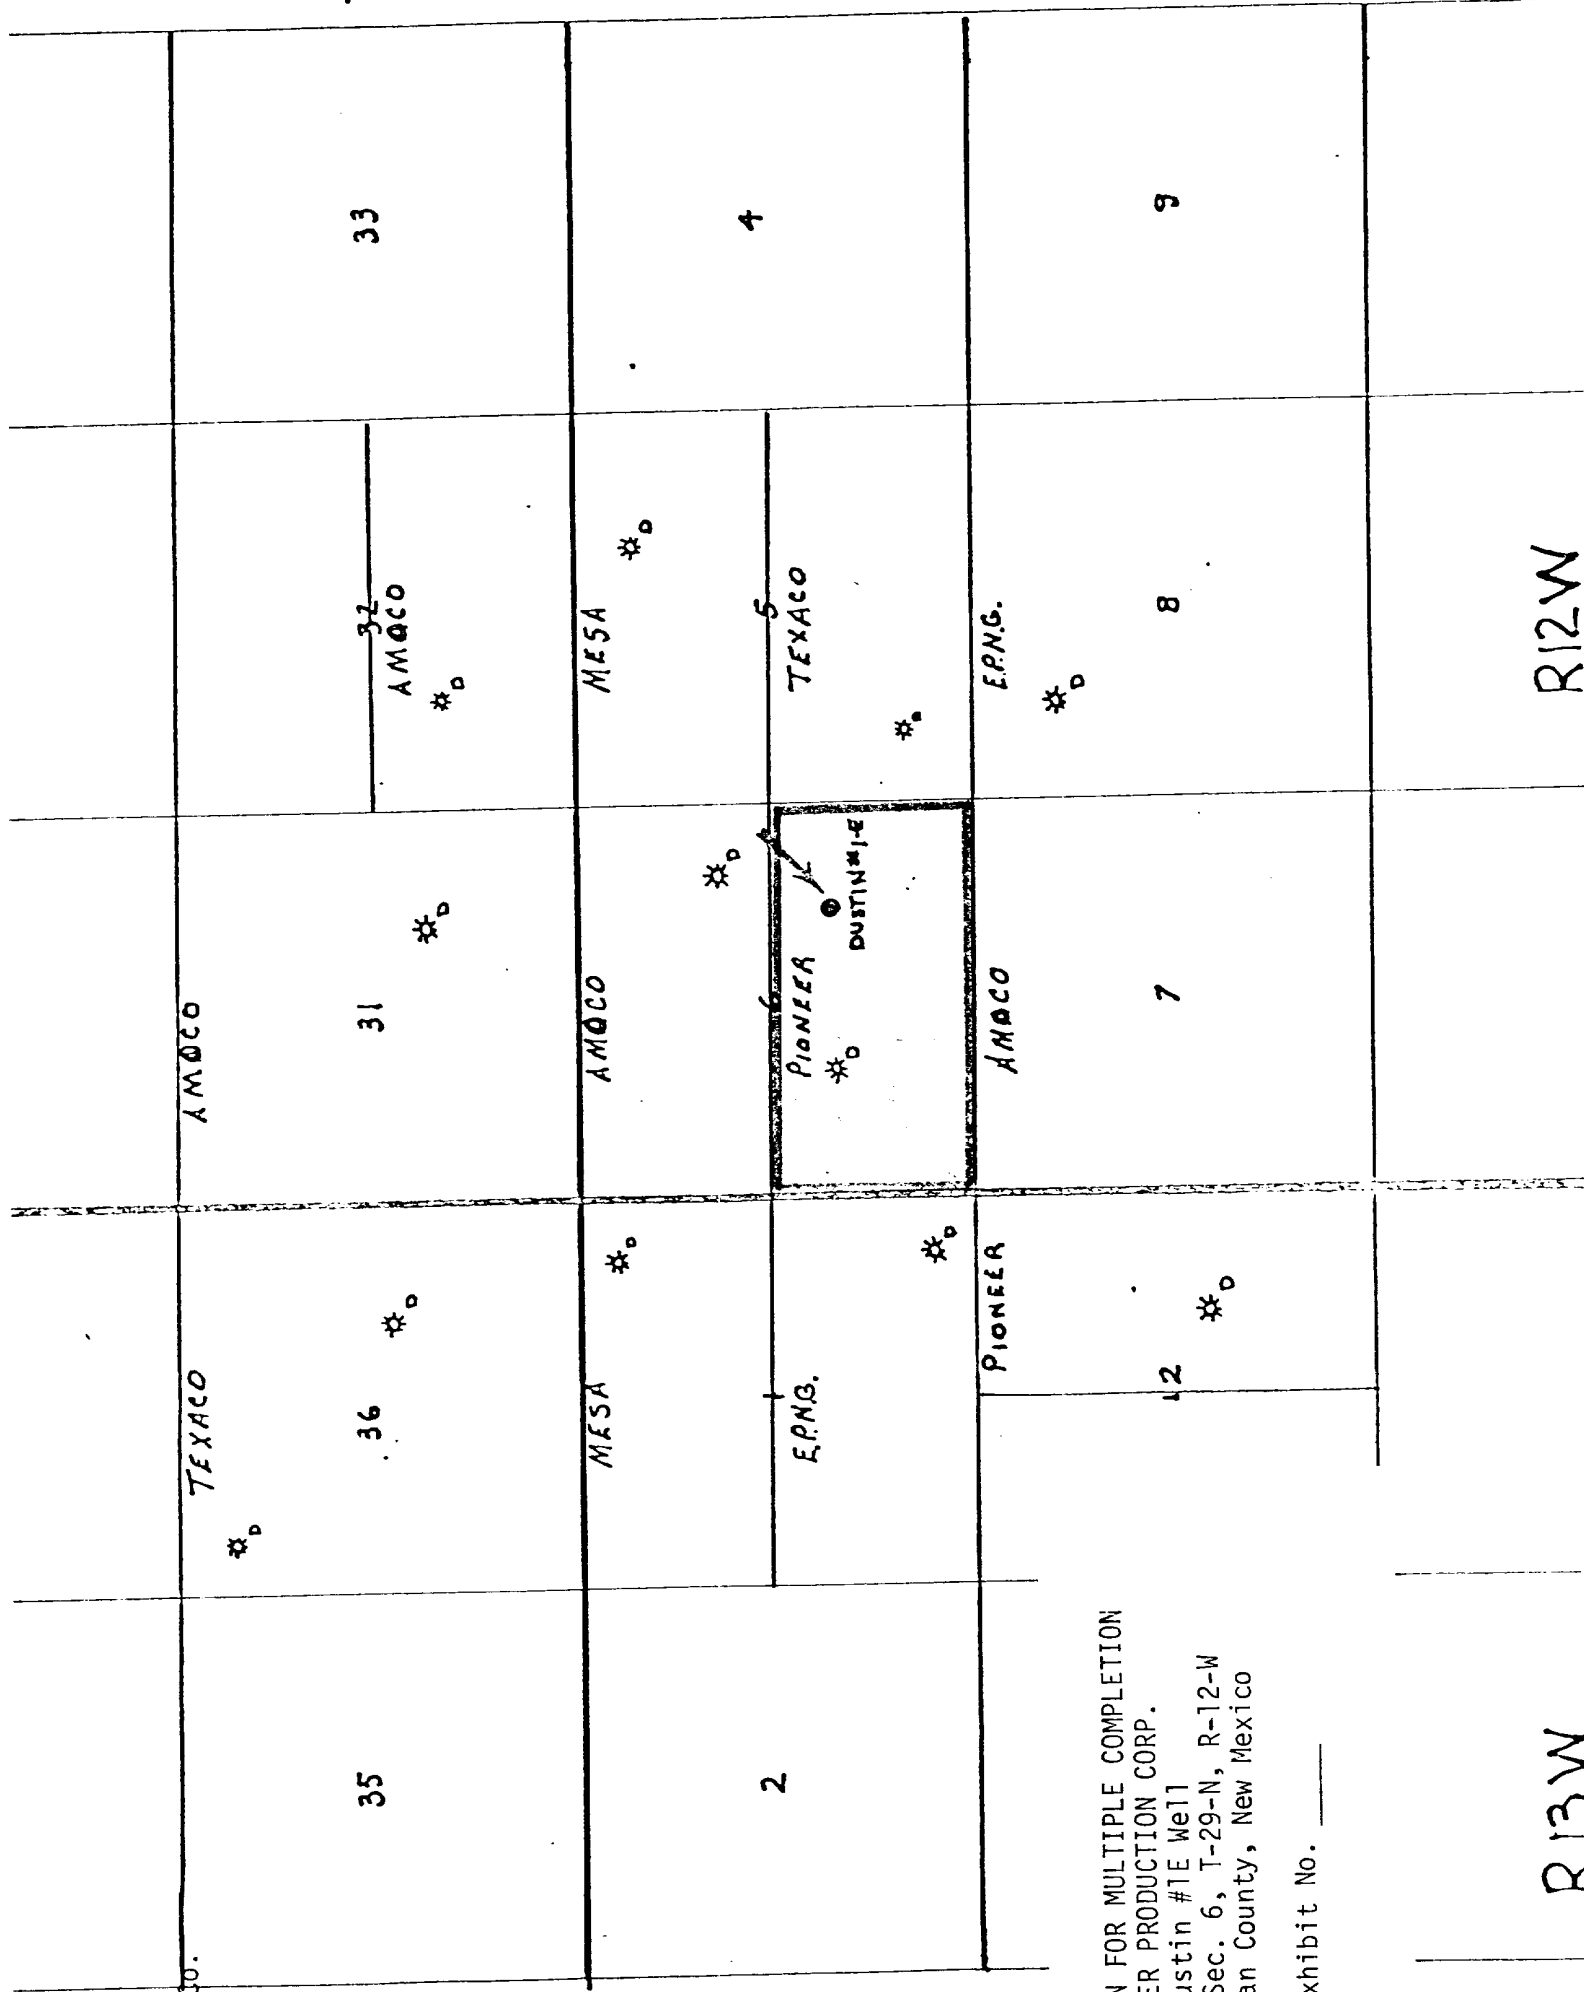 O.
TEXACO
AMOCO
D
35
36
31
32
33
AMOCO
D
D
D
MESA
AMOCO
MESA
D
D
D
2
1
6
5
4
E.P.N.G.
PIONEER
TEXACO
D
DUSTIN #1-E
D
PIONEER
AMOCO
E.P.N.G.
D
12
7
8
9
D
N FOR MULTIPLE COMPLETION
ER PRODUCTION CORP.
ustin #1E Well
Sec. 6, T-29-N, R-12-W
an County, New Mexico
xhibit No.
R13W
R12W